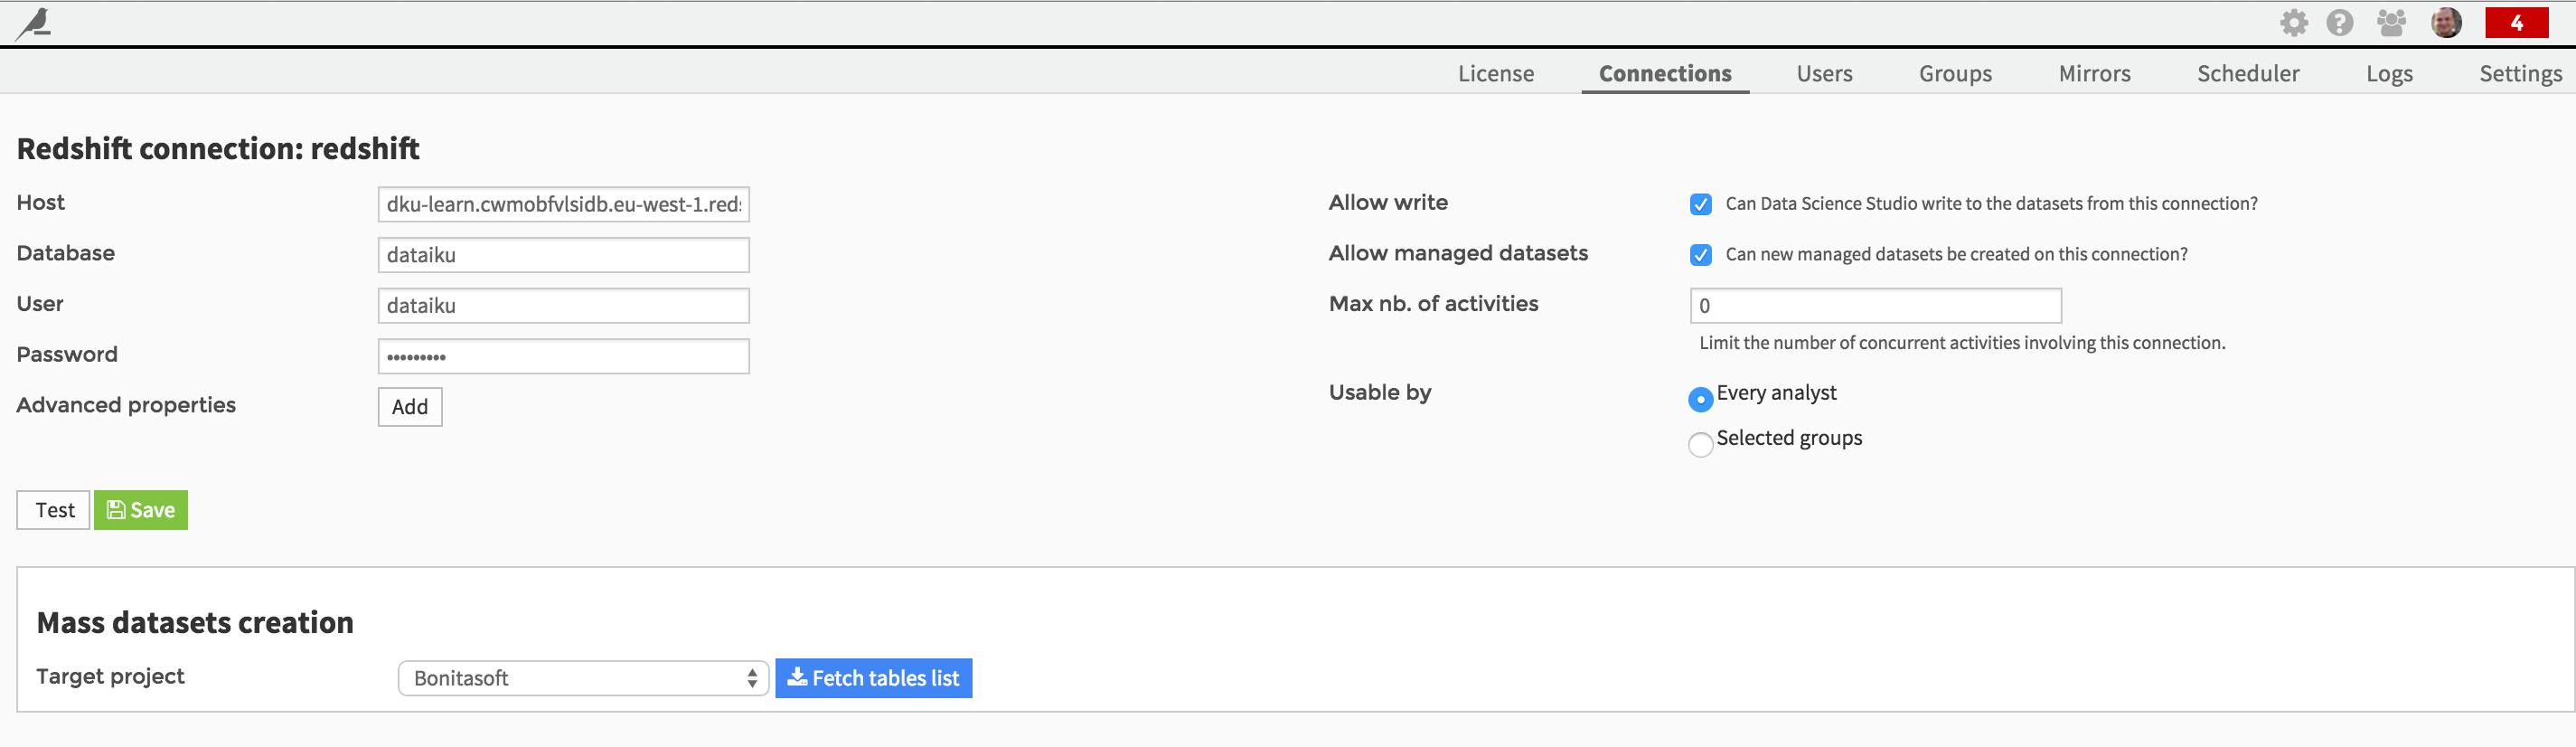 4
License Connections Users Groups Mirrors Scheduler Logs Settings
Redshift connection: redshift
Host dku-learn.cwmobfvlsidb.eu-west-1.red
Database dataiku
User dataiku
Password •••••••••
Advanced properties Add
Allow write Can Data Science Studio write to the datasets from this connection?
Allow managed datasets Can new managed datasets be created on this connection?
Max nb. of activities 0
Limit the number of concurrent activities involving this connection.
Usable by Every analyst
Selected groups
Test Save
Mass datasets creation
Target project Bonitasoft Fetch tables list